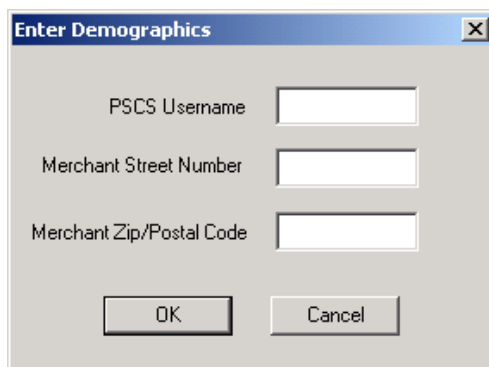 Enter Demographics
PSCS Username
Merchant Street Number
Merchant Zip/Postal Code
OK Cancel